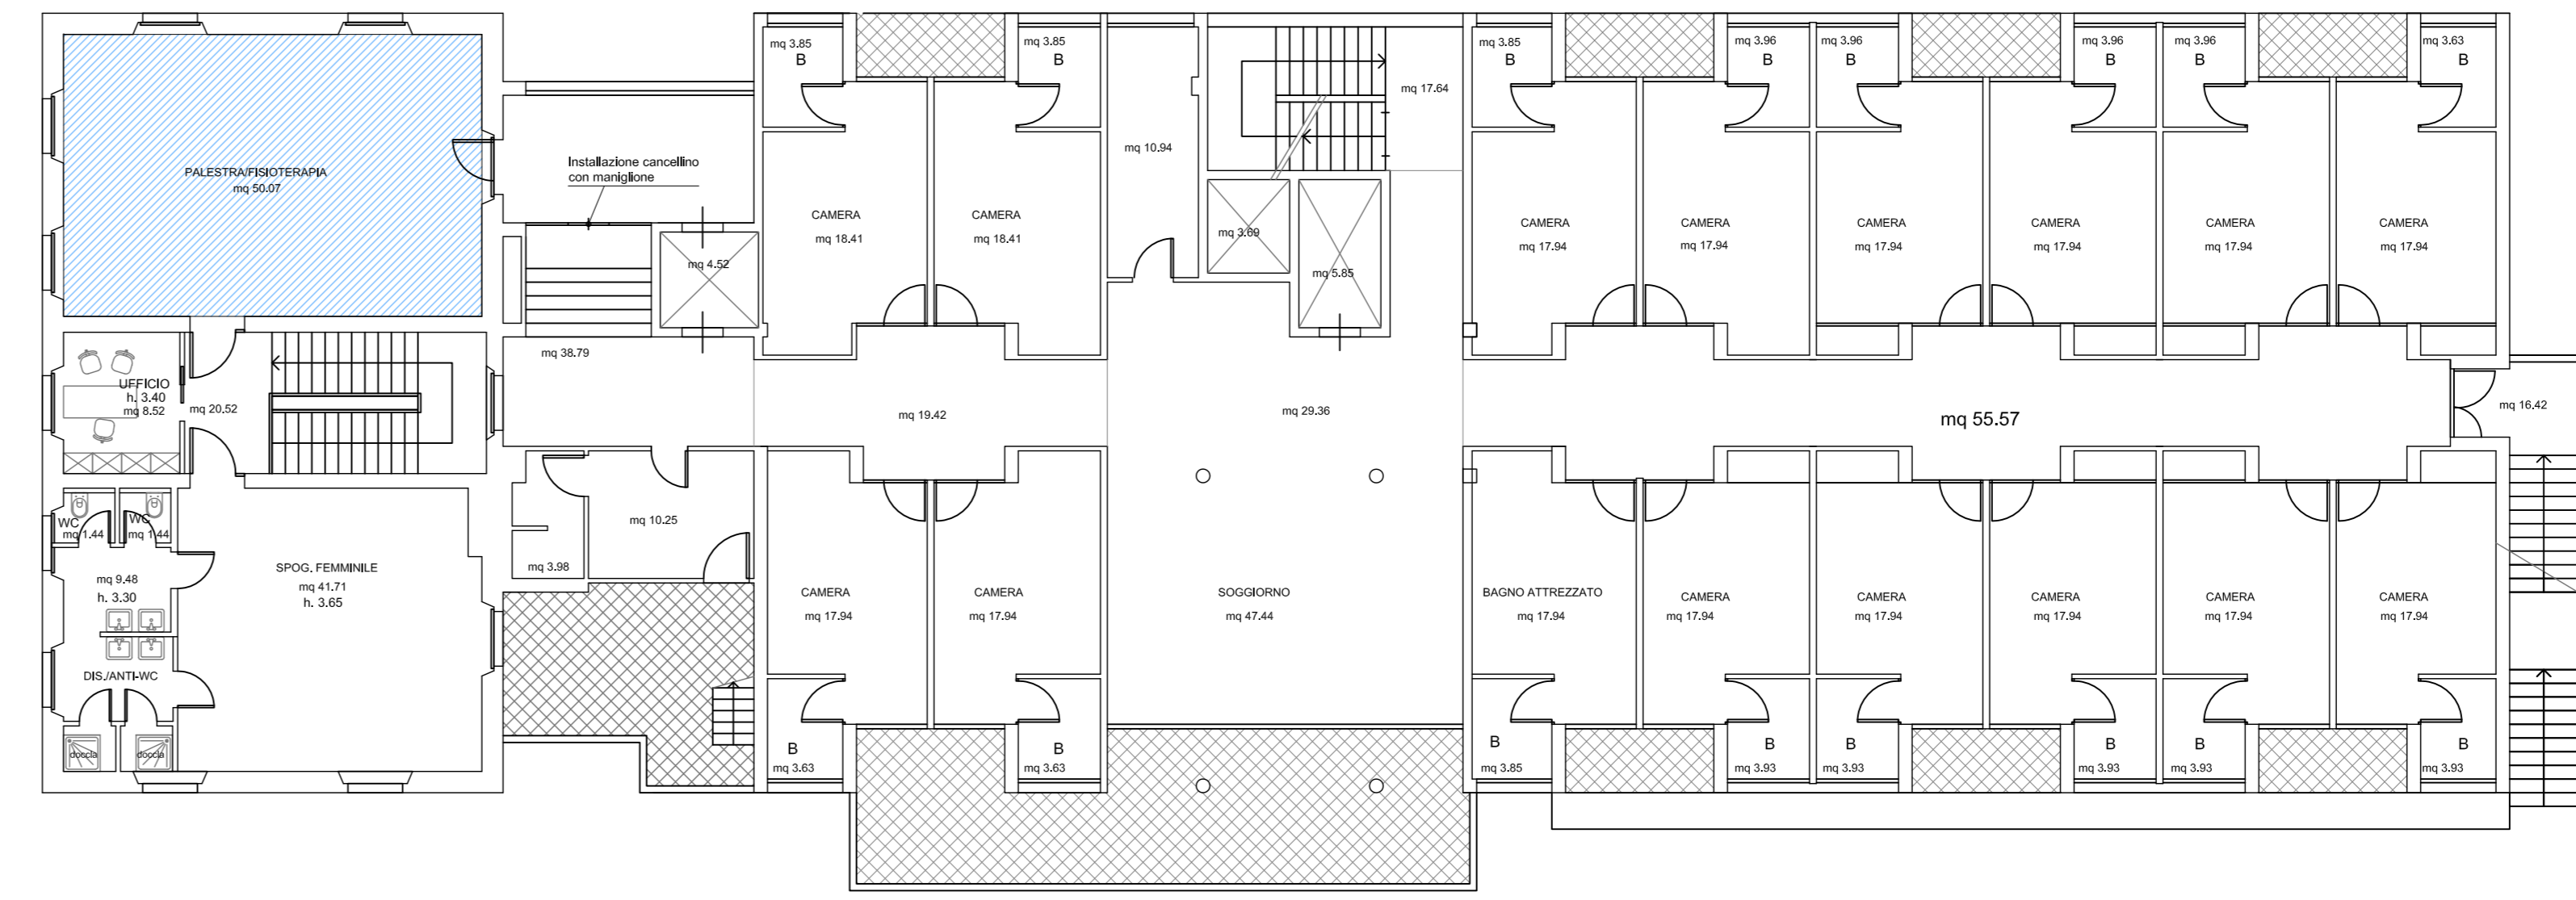 mq 3.85
B
mq 3.85
B
mq 3.85
B
mq 3.96
B
mq 3.96
B
mq 3.96
B
mq 3.96
B
mq 3.63
B
mq 17.64
mq 10.94
PALESTRA/FISIOTERAPIA
mq 50.07
Installazione cancellino
con maniglione
CAMERA
mq 18.41
CAMERA
mq 18.41
mq 3.69
mq 4.52
mq 5.85
CAMERA
mq 17.94
CAMERA
mq 17.94
CAMERA
mq 17.94
CAMERA
mq 17.94
CAMERA
mq 17.94
CAMERA
mq 17.94
mq 38.79
UFFICIO
h. 3.40
mq 8.52
mq 20.52
mq 19.42
mq 29.36
mq 55.57
mq 16.42
WC
mq 1.44
WC
mq 1.44
mq 10.25
mq 3.98
mq 9.48
h. 3.30
SPOG. FEMMINILE
mq 41.71
h. 3.65
CAMERA
mq 17.94
CAMERA
mq 17.94
SOGGIORNO
mq 47.44
BAGNO ATTREZZATO
mq 17.94
CAMERA
mq 17.94
CAMERA
mq 17.94
CAMERA
mq 17.94
CAMERA
mq 17.94
CAMERA
mq 17.94
DIS./ANTI-WC
doccia
doccia
B
mq 3.63
B
mq 3.63
B
mq 3.85
B
mq 3.93
B
mq 3.93
B
mq 3.93
B
mq 3.93
B
mq 3.93